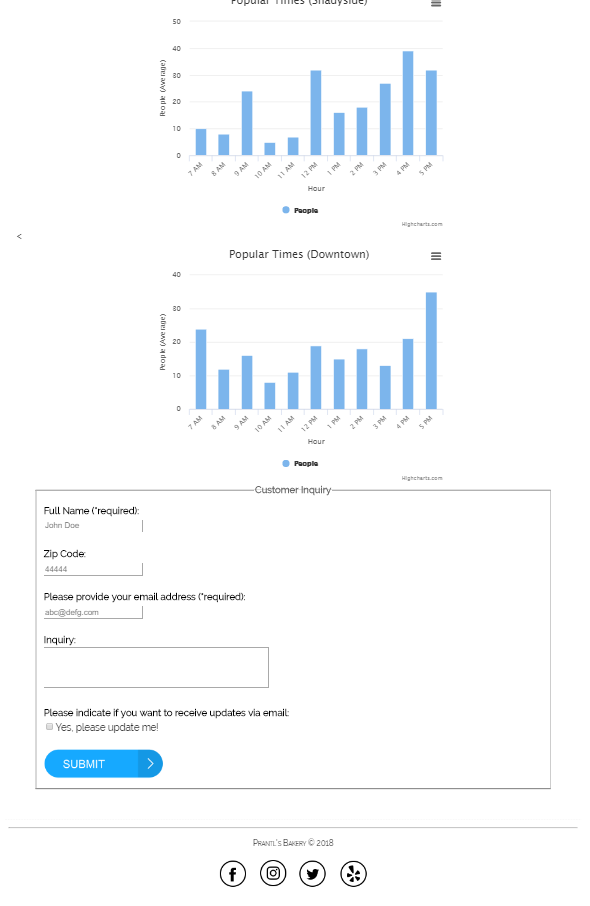 Popular Times (Shadyside)
50
40
30
20
10
0
People (Average)
7 AM 8 AM 9 AM 10 AM 11 AM 12 PM 1 PM 2 PM 3 PM 4 PM 5 PM
Hour
People
Highcharts.com
<
Popular Times (Downtown)
40
30
20
10
0
People (Average)
7 AM 8 AM 9 AM 10 AM 11 AM 12 PM 1 PM 2 PM 3 PM 4 PM 5 PM
Hour
People
Highcharts.com
Customer Inquiry
Full Name (*required):
John Doe
Zip Code:
44444
Please provide your email address (*required):
abc@defg.com
Inquiry:
Please indicate if you want to receive updates via email:
Yes, please update me!
SUBMIT
Prantl's Bakery © 2018